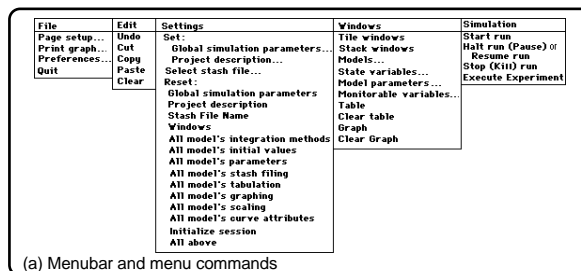 File
Page setup...
Print graph...
Preferences...
Quit
Edit
Undo
Cut
Copy
Paste
Clear
Settings
Set:
Global simulation parameters...
Project description...
Select stash file...
Reset:
Global simulation parameters
Project description
Stash File Name
Windows
All model's integration methods
All model's initial values
All model's parameters
All model's stash filing
All model's tabulation
All model's graphing
All model's scaling
All model's curve attributes
Initialize session
All above
Windows
Tile windows
Stack windows
Models...
State variables...
Model parameters...
Monitorable variables...
Table
Clear table
Graph
Clear Graph
Simulation
Start run
Halt run (Pause) or
Resume run
Stop (Kill) run
Execute Experiment
(a) Menubar and menu commands